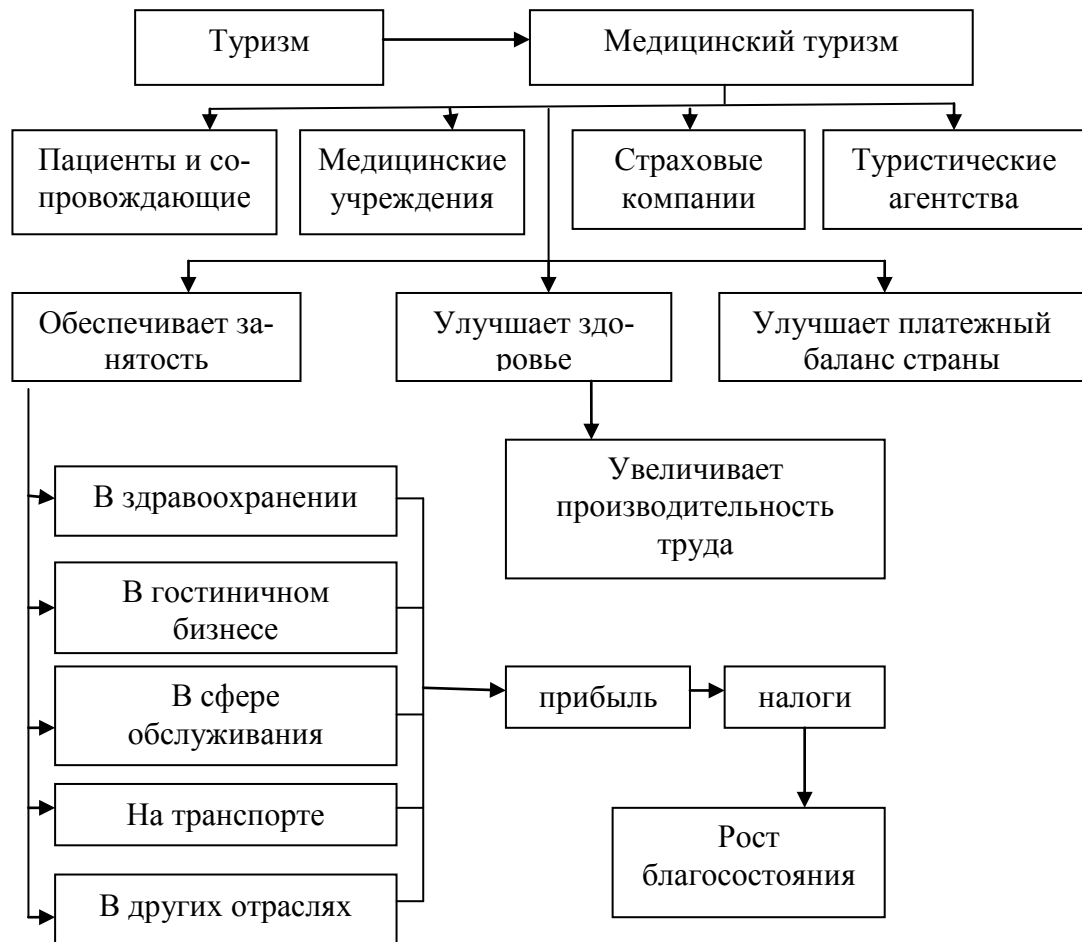 Туризм
Медицинский туризм
Пациенты и со-
провождающие
Медицинские
учреждения
Страховые
компании
Туристические
агентства
Обеспечивает за-
нятость
Улучшает здо-
ровье
Улучшает платежный
баланс страны
Увеличивает
производительность
труда
В здравоохранении
В гостиничном
бизнесе
В сфере
обслуживания
На транспорте
В других отраслях
прибыль
налоги
Рост
благосостояния